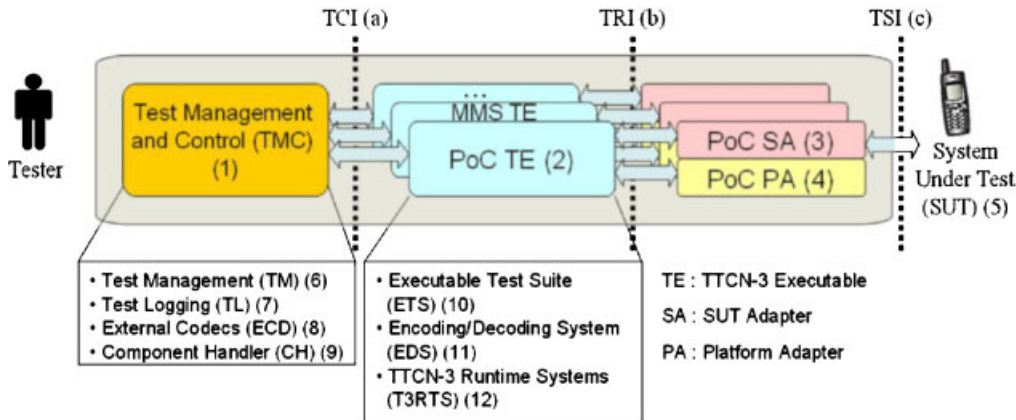 TCI (a)
TRI (b)
TSI (c)
Tester
Test Management
and Control (TMC)
(1)
...
MMS TE
PoC TE (2)
PoC SA (3)
PoC PA (4)
System
Under Test
(SUT) (5)
• Test Management (TM) (6)
• Test Logging (TL) (7)
• External Codecs (ECD) (8)
• Component Handler (CH) (9)
• Executable Test Suite
(ETS) (10)
• Encoding/Decoding System
(EDS) (11)
• TTCN-3 Runtime Systems
(T3RTS) (12)
TE : TTCN-3 Executable
SA : SUT Adapter
PA : Platform Adapter